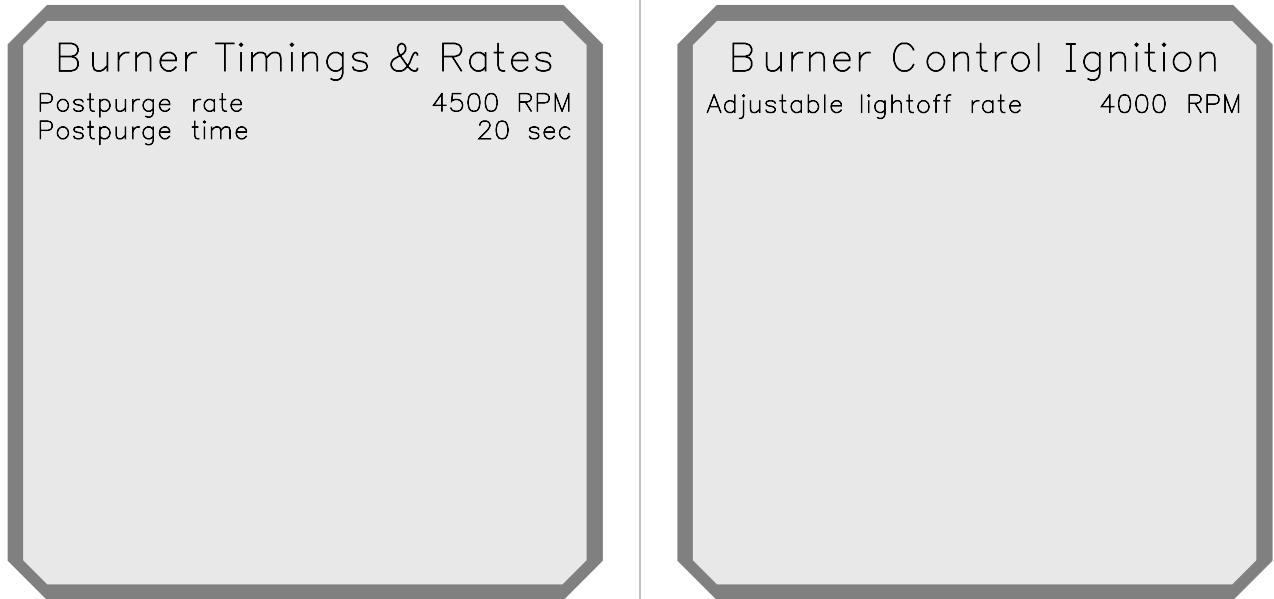 Burner Timings & Rates
Postpurge rate 4500 RPM
Postpurge time 20 sec
Burner Control Ignition
Adjustable lightoff rate 4000 RPM